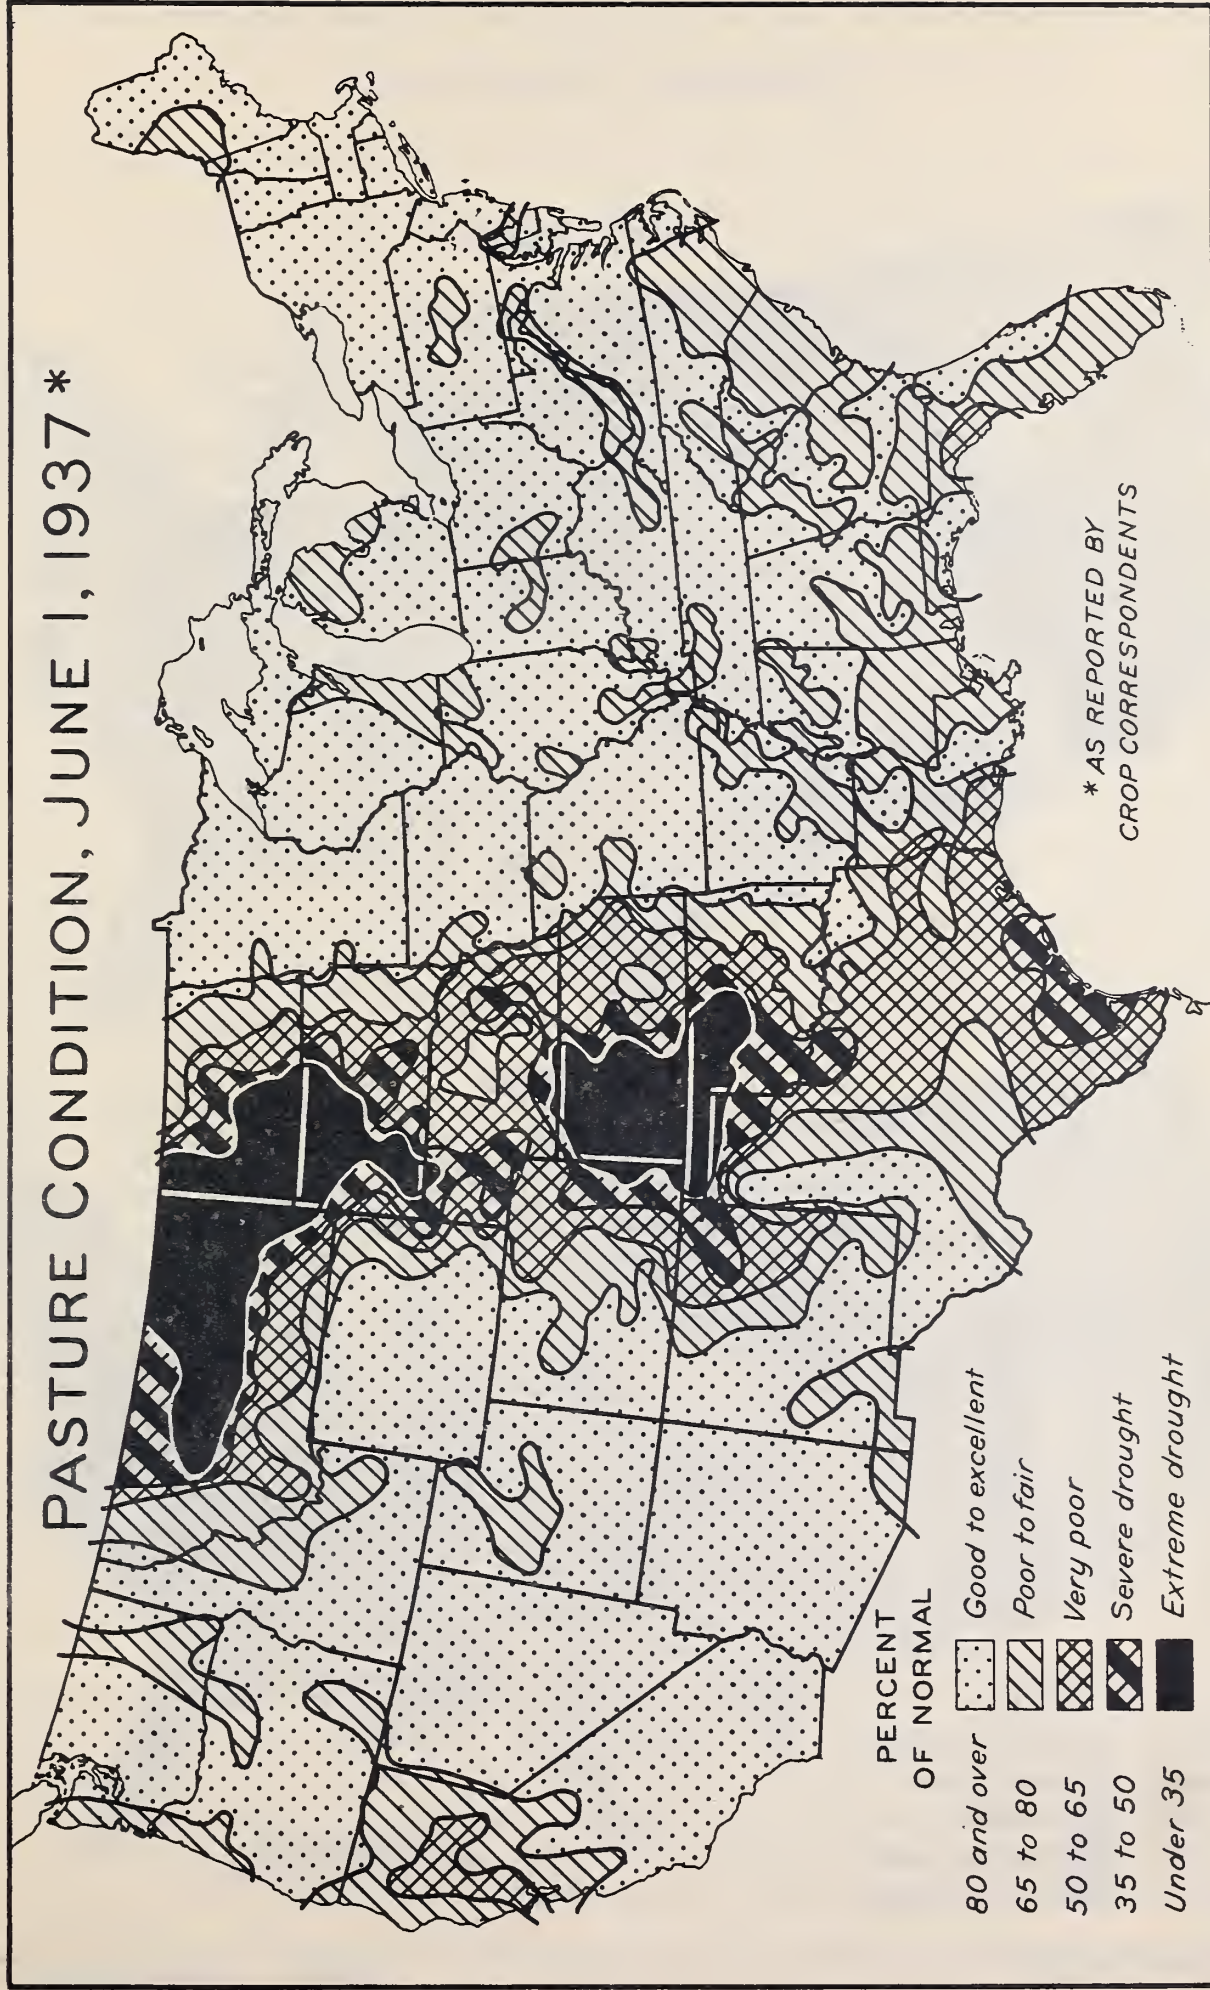 PASTURE CONDITION, JUNE 1, 1937 *
* AS REPORTED BY
CROP CORRESPONDENTS
PERCENT
OF NORMAL
80 and over Good to excellent
65 to 80 Poor to fair
50 to 65 Very poor
35 to 50 Severe drought
Under 35 Extreme drought